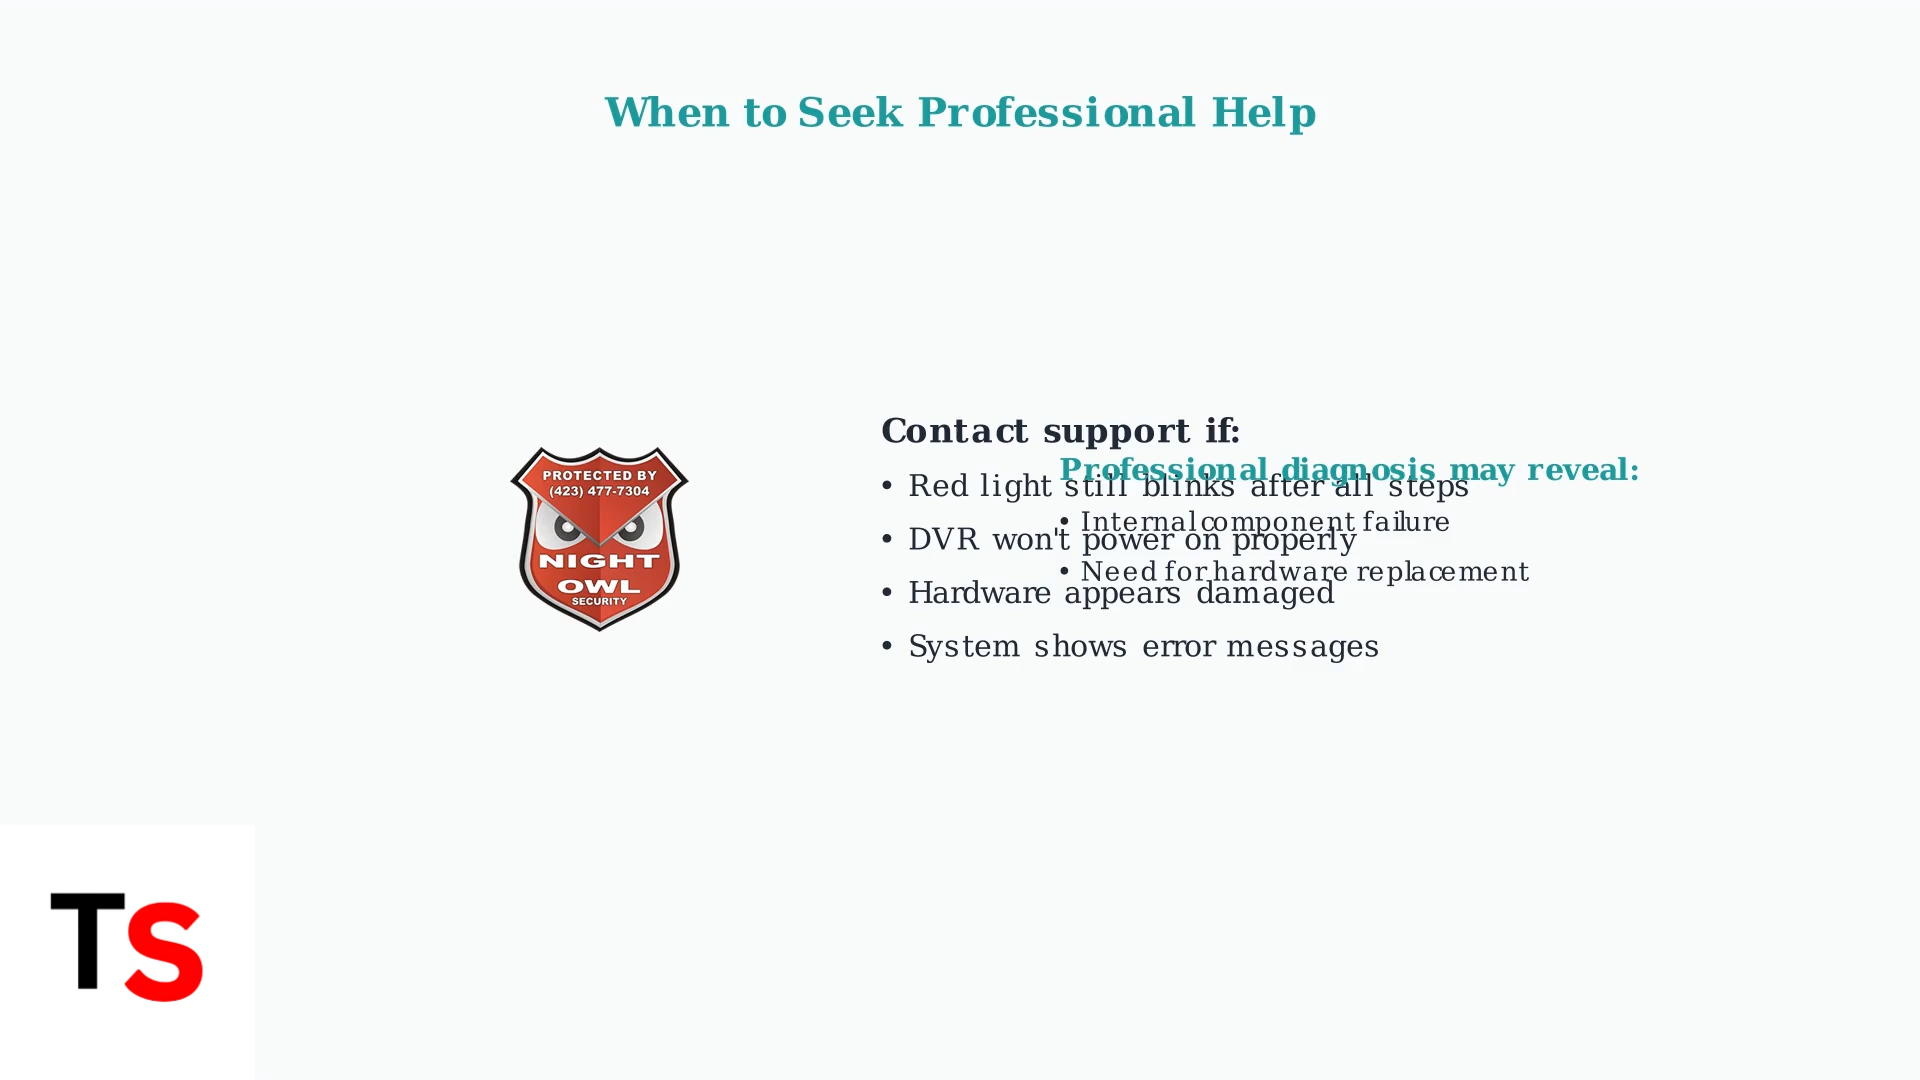 When to Seek Professional Help
PROTECTED BY
(423) 477-7304
NIGHT
OWL
SECURITY
Contact support if:
• Red light still blinks after all steps
• DVR won't power on properly
• Hardware appears damaged
• System shows error messages
Professional diagnosis may reveal:
• Internal component failure
• Need for hardware replacement
TS